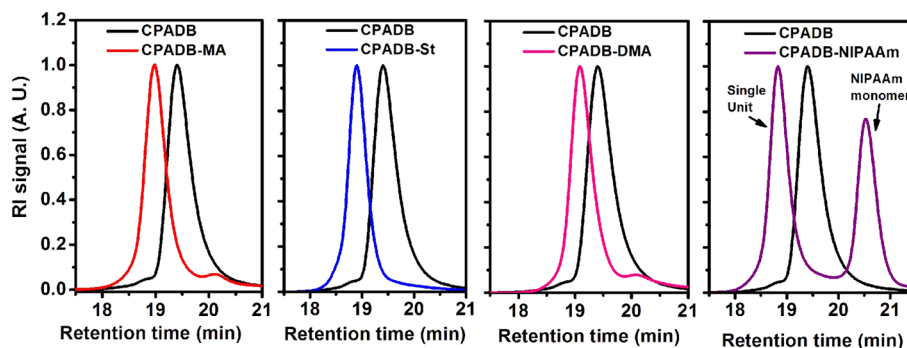 RI signal (A. U.)
1.2
1.0
0.8
0.6
0.4
0.2
0.0
CPADB
CPADB-MA
19 20 21
18
Retention time (min)
CPADB
CPADB-St
18 19 20 21
Retention time (min)
CPADB
CPADB-DMA
18 19 20 21
Retention time (min)
CPADB
CPADB-NIPAAm
Single
Unit
NIPAAm
monomer
18 19 20 21
Retention time (min)